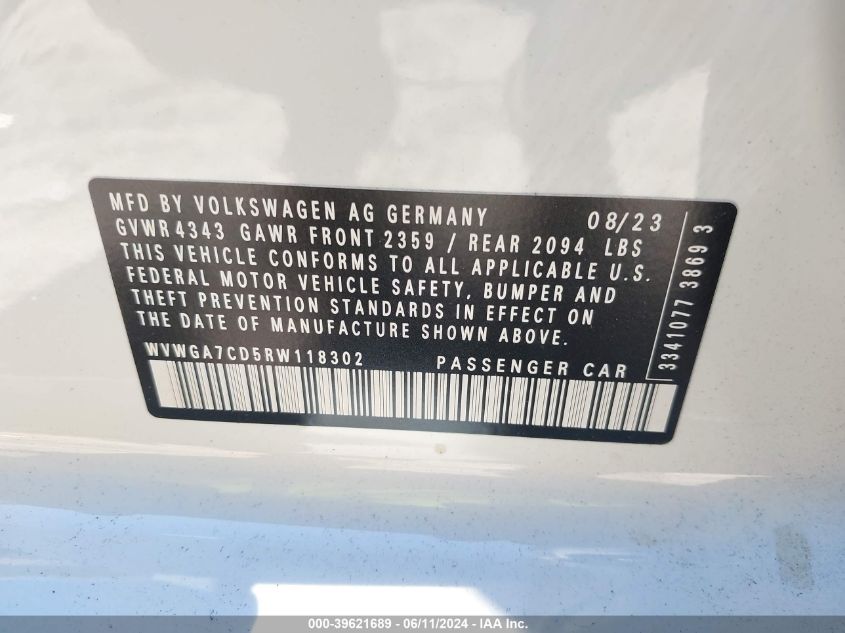 MFD BY VOLKSWAGEN AG GERMANY 08/23
GVWR 4343 GAWR FRONT 2359 / REAR 2094 LBS
THIS VEHICLE CONFORMS TO ALL APPLICABLE U.S.
FEDERAL MOTOR VEHICLE SAFETY, BUMPER AND
THEFT PREVENTION STANDARDS IN EFFECT ON
THE DATE OF MANUFACTURE SHOWN ABOVE.
WVWGA7CD5RW118302 PASSENGER CAR
3341077 3869 3
000-39621689 - 06/11/2024 - IAA Inc.